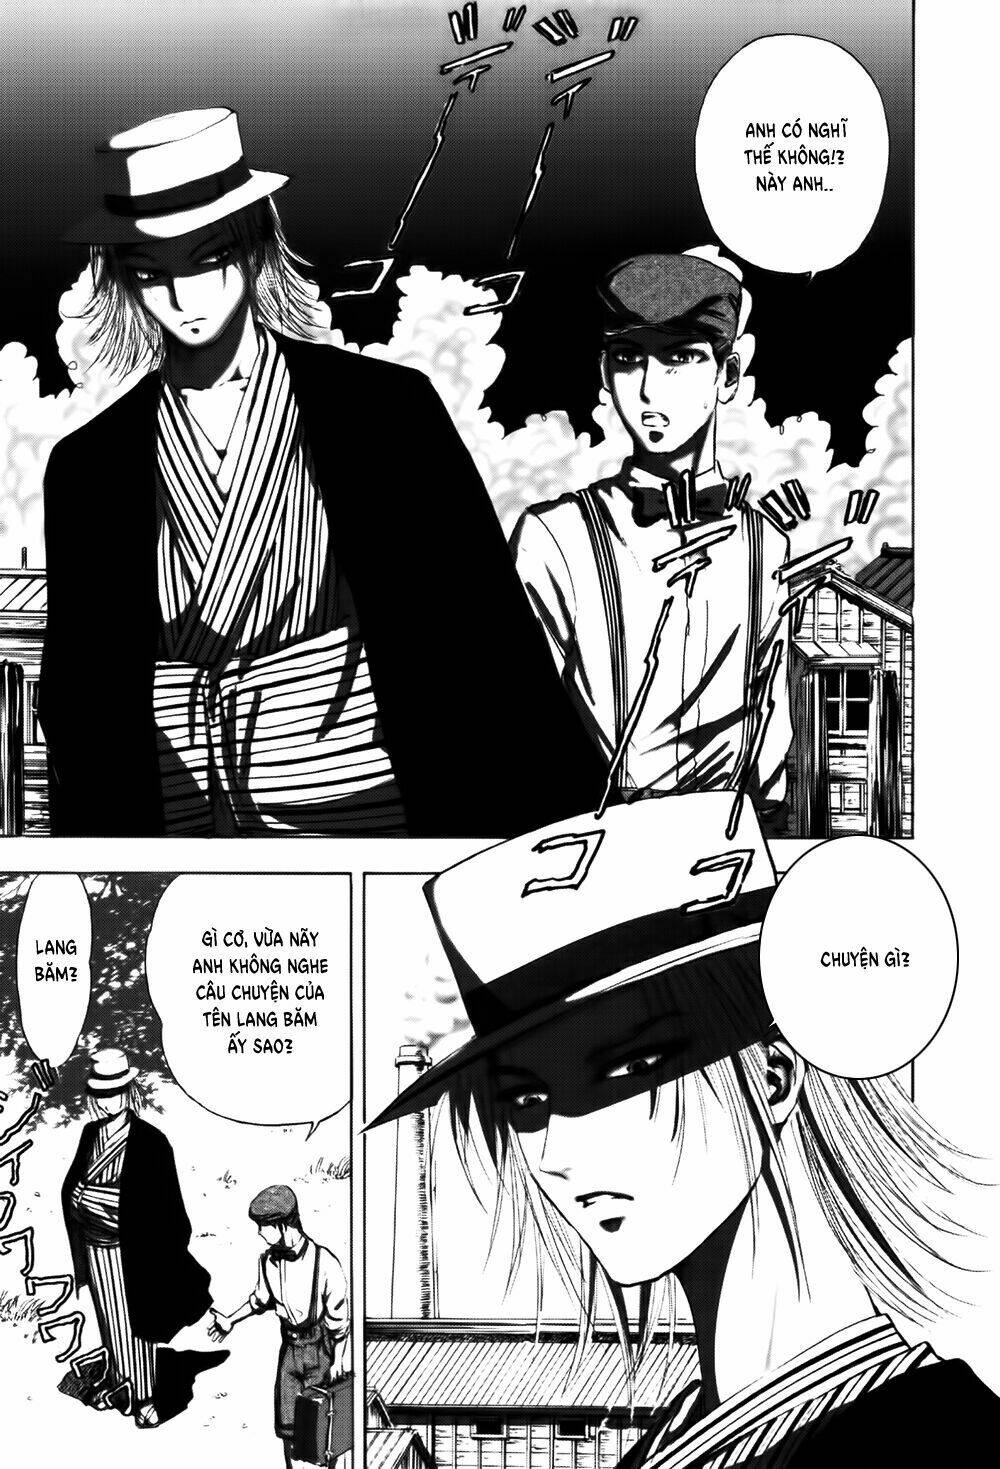 ANH CÓ NGHĨ
THẾ KHÔNG!?
NÀY ANH..
CHUYỆN GÌ?
GÌ CƠ, VỪA NÃY
ANH KHÔNG NGHE
CÂU CHUYỆN CỦA
TÊN LANG BĂM
ẤY SAO?
LANG
BĂM?